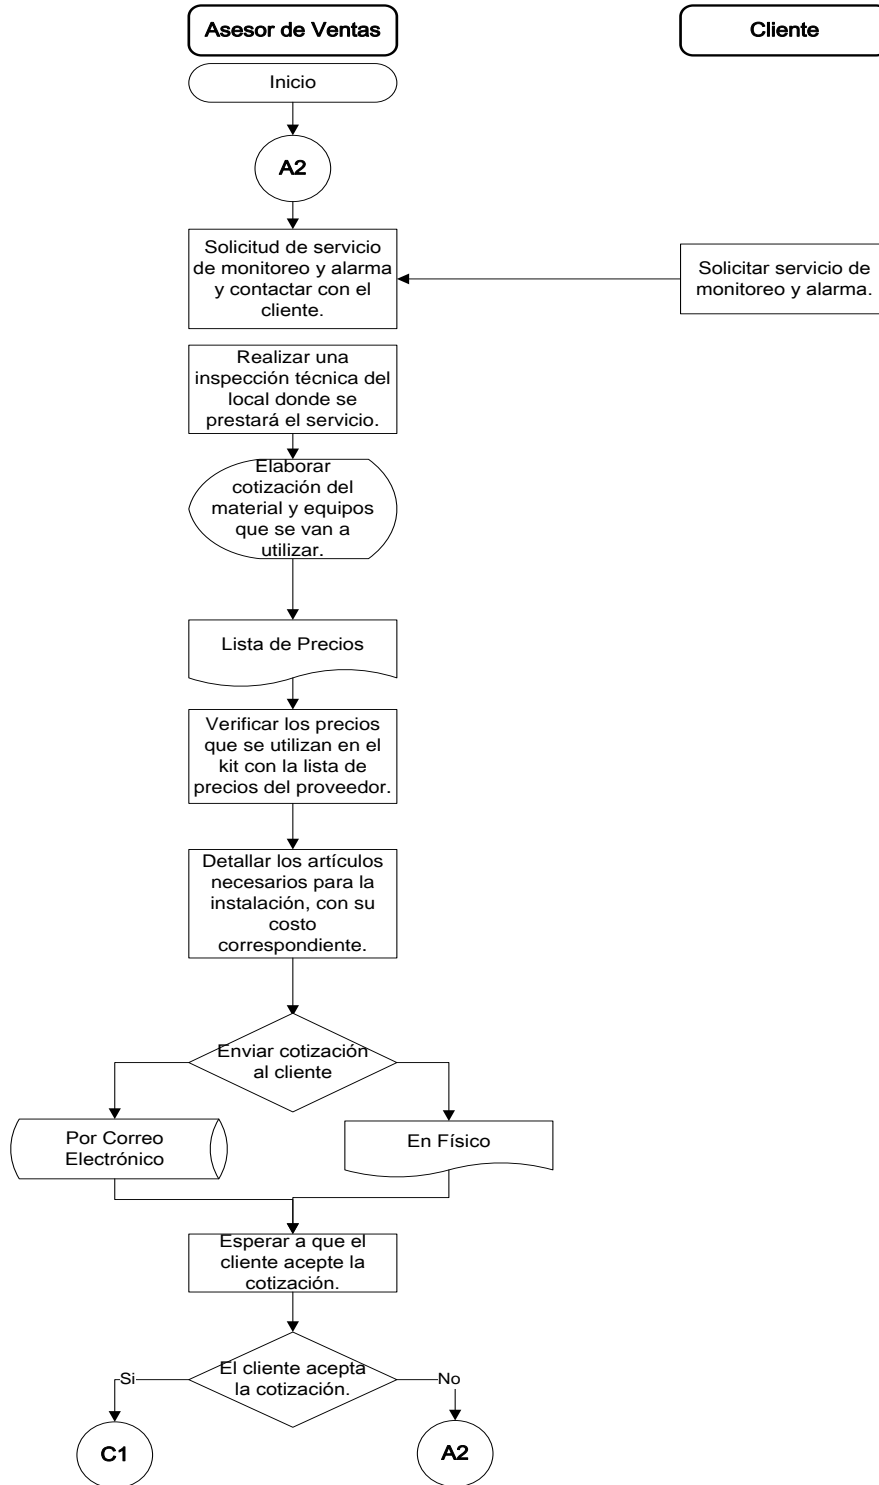 Asesor de Ventas
Cliente
Inicio
A2
Solicitud de servicio
de monitoreo y alarma
y contactar con el
cliente.
Solicitar servicio de
monitoreo y alarma.
Realizar una
inspección técnica del
local donde se
prestará el servicio.
Elaborar
cotización del
material y equipos
que se van a
utilizar.
Lista de Precios
Verificar los precios
que se utilizan en el
kit con la lista de
precios del proveedor.
Detallar los artículos
necesarios para la
instalación, con su
costo
correspondiente.
Enviar cotización
al cliente
Por Correo
Electrónico
En Físico
Esperar a que el
cliente acepte la
cotización.
El cliente acepta
la cotización.
Si
No
C1
A2